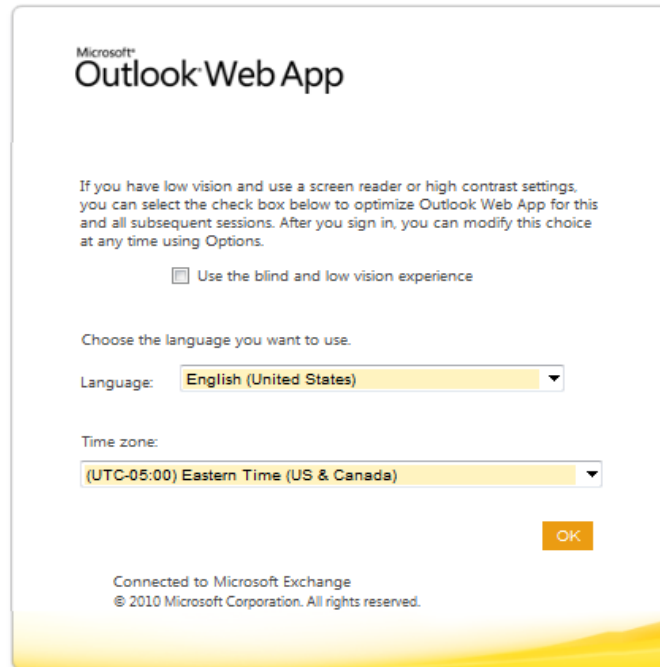 Microsoft®
Outlook Web App
If you have low vision and use a screen reader or high contrast settings,
you can select the check box below to optimize Outlook Web App for this
and all subsequent sessions. After you sign in, you can modify this choice
at any time using Options.
Use the blind and low vision experience
Choose the language you want to use.
Language: English (United States)
Time zone:
(UTC-05:00) Eastern Time (US & Canada)
OK
Connected to Microsoft Exchange
© 2010 Microsoft Corporation. All rights reserved.